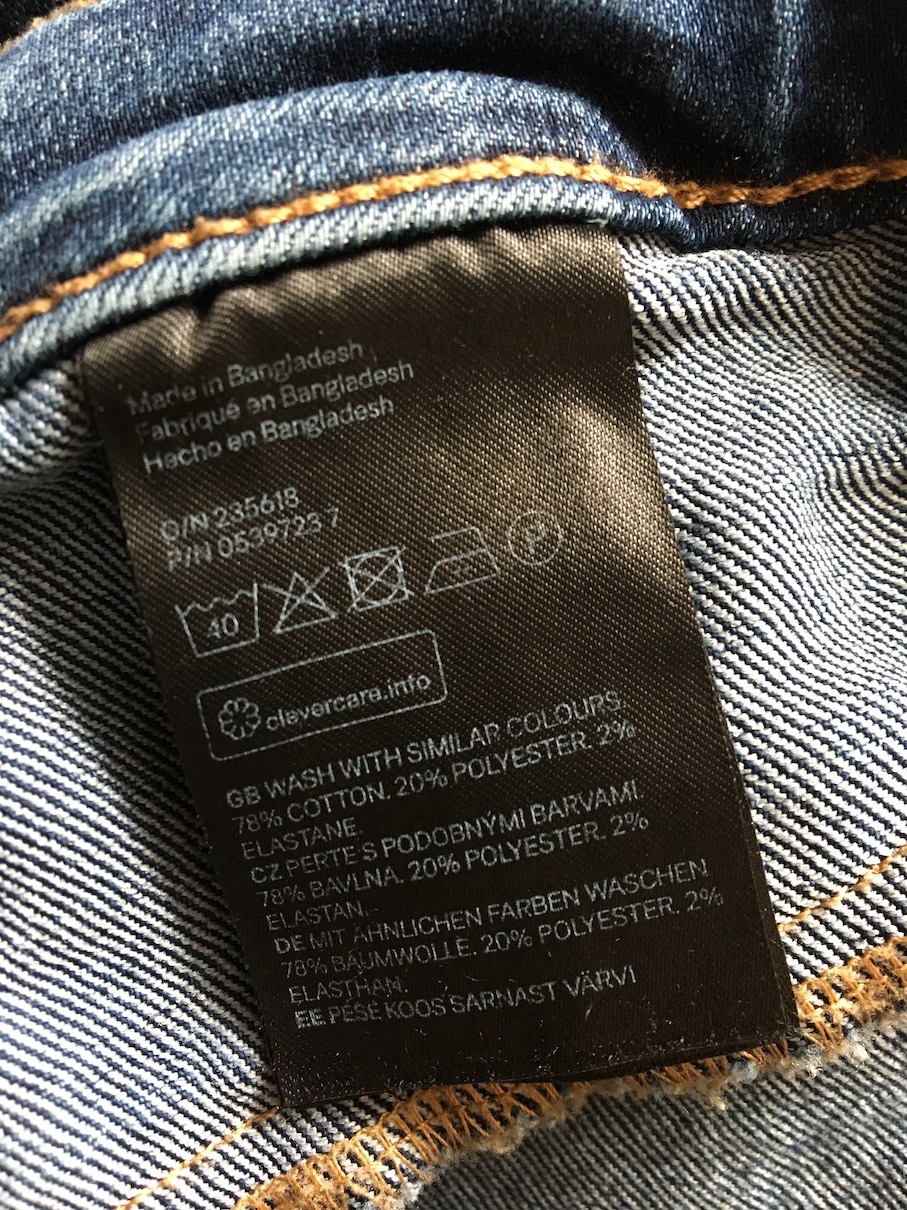 Made in Bangladesh
Fabriqué en Bangladesh
Hecho en Bangladesh
O/N 235618
P/N 0539723 7
40
P
clevercare.info
GB WASH WITH SIMILAR COLOURS.
78% COTTON. 20% POLYESTER. 2%
ELASTANE.
CZ PERTE S PODOBNÝMI BARVAMI.
78% BAVLNA. 20% POLYESTER. 2%
ELASTAN.
DE MIT ÄHNLICHEN FARBEN WASCHEN
78% BAUMWOLLE. 20% POLYESTER. 2%
ELASTHAN.
EE PESE KOOS SARNAST VÄRVI